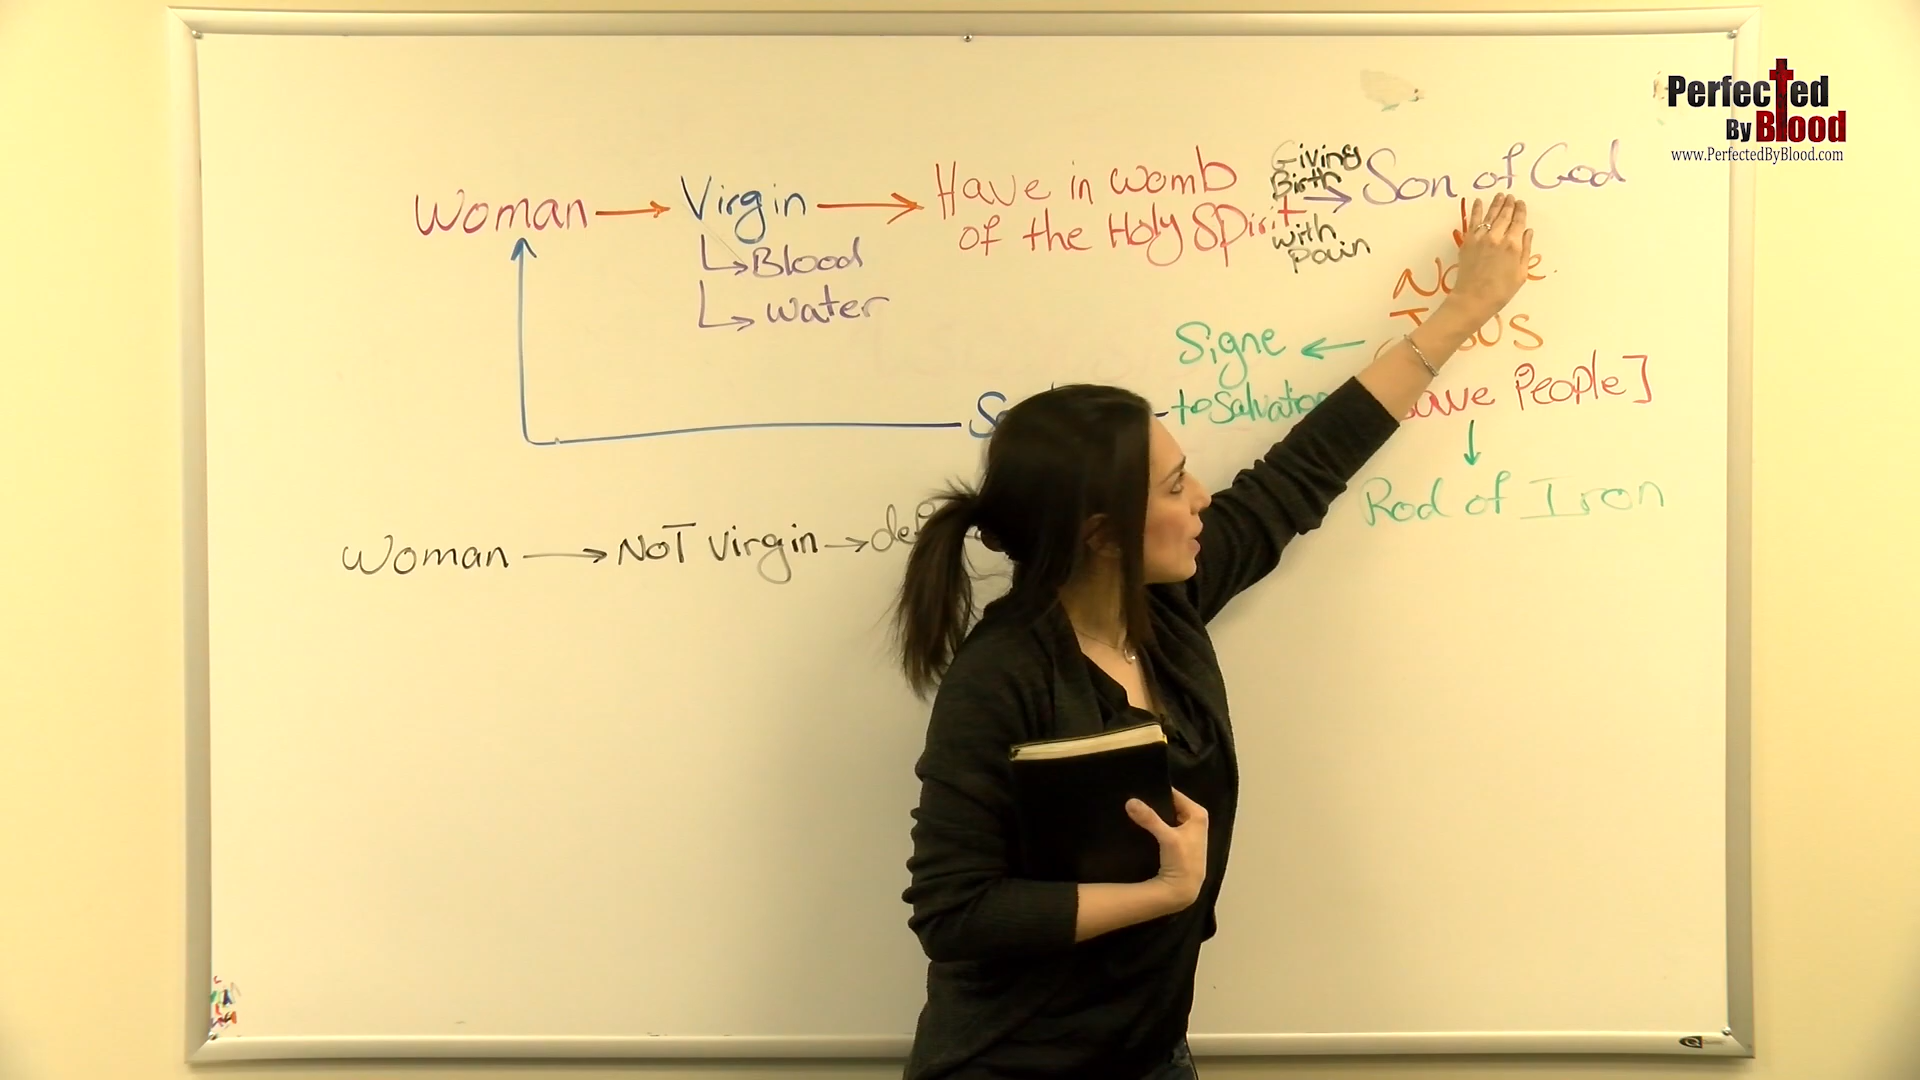 Perfected
By Blood
www.PerfectedByBlood.com
Woman → Virgin → Have in womb
of the Holy Spirit
Giving
Birth
with
Pain
→ Son of God
Blood
water
Signe ←
to Salvation
People]
Rod of Iron
Woman → NOT Virgin →